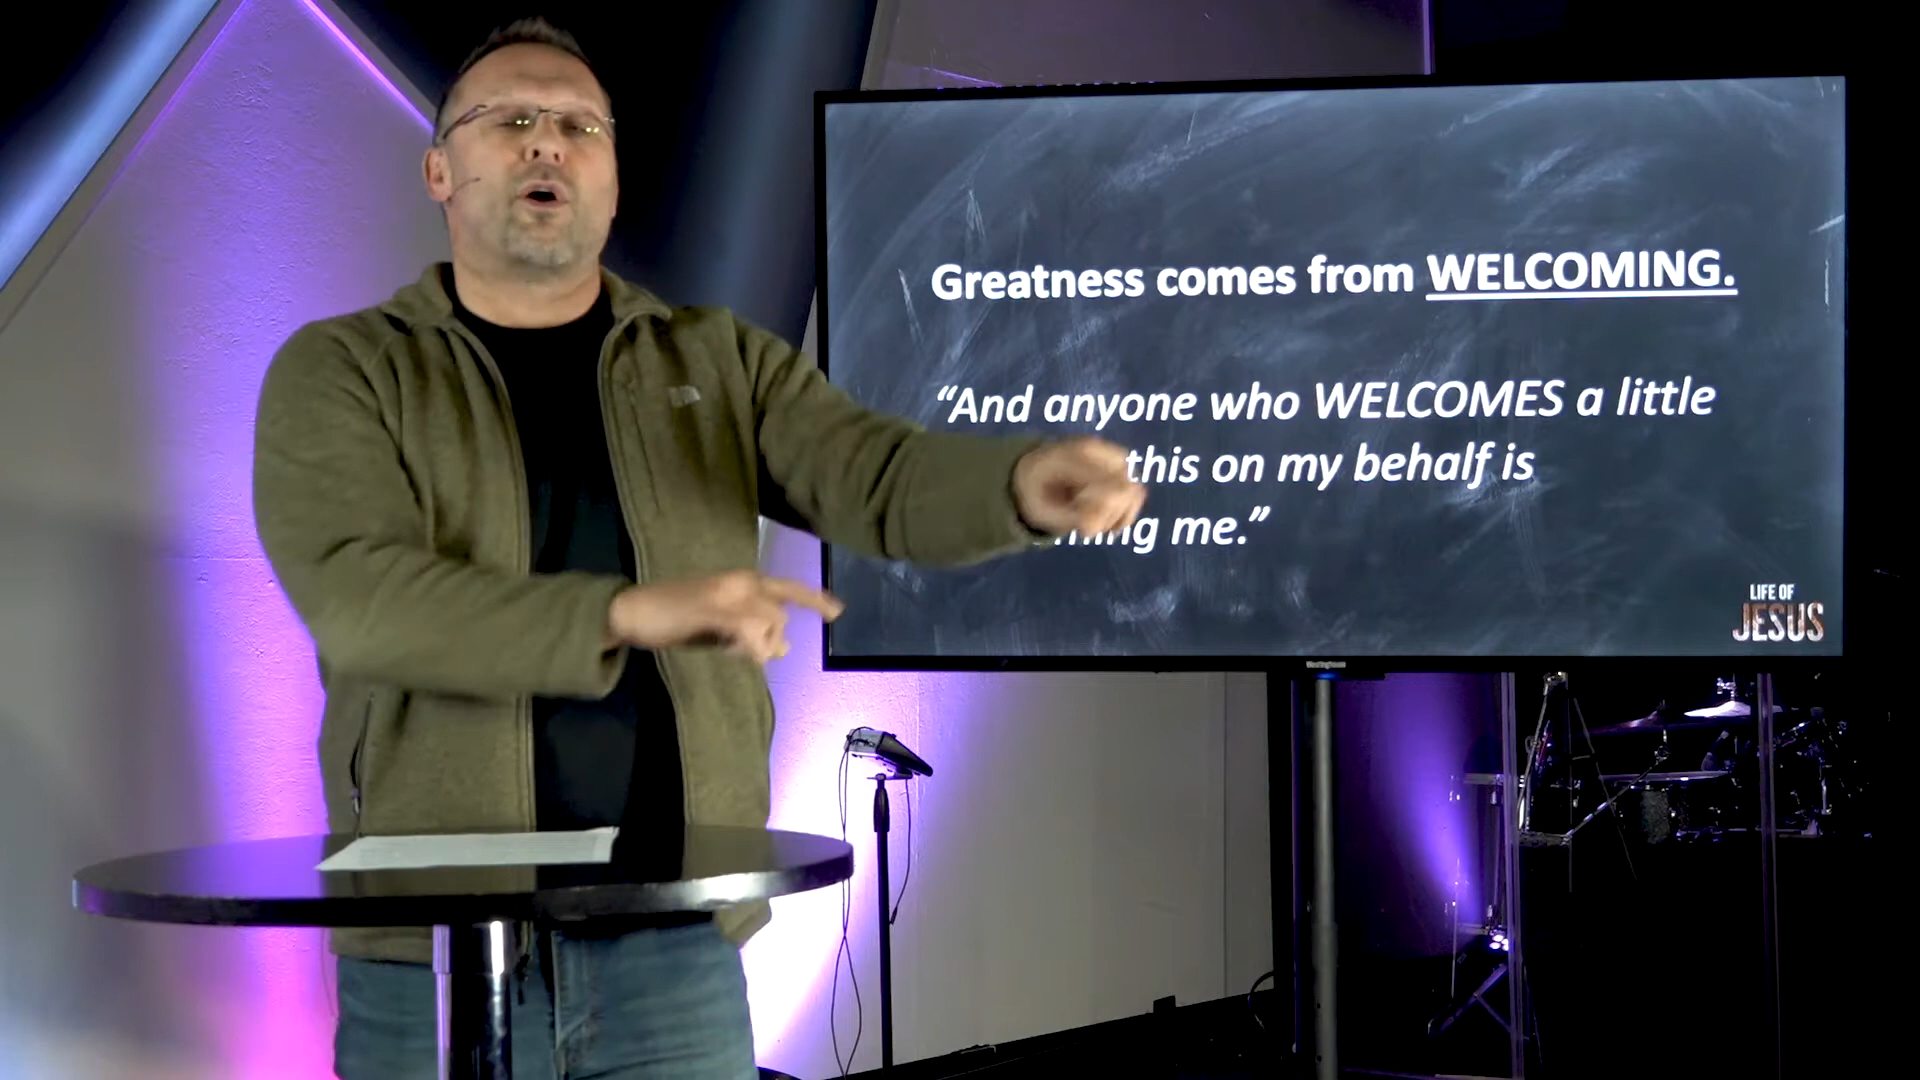 Greatness comes from WELCOMING.
“And anyone who WELCOMES a little
this on my behalf is
me.”
LIFE OF
JESUS